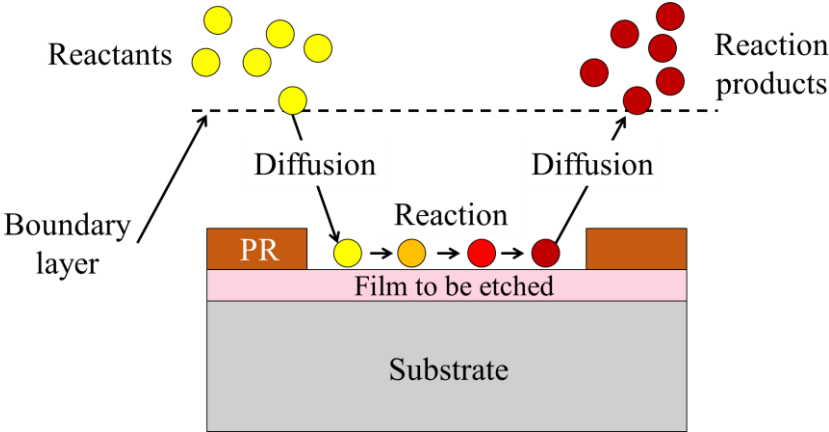 Reactants
Reaction
products
Diffusion
Diffusion
Boundary
layer
Reaction
PR
Film to be etched
Substrate